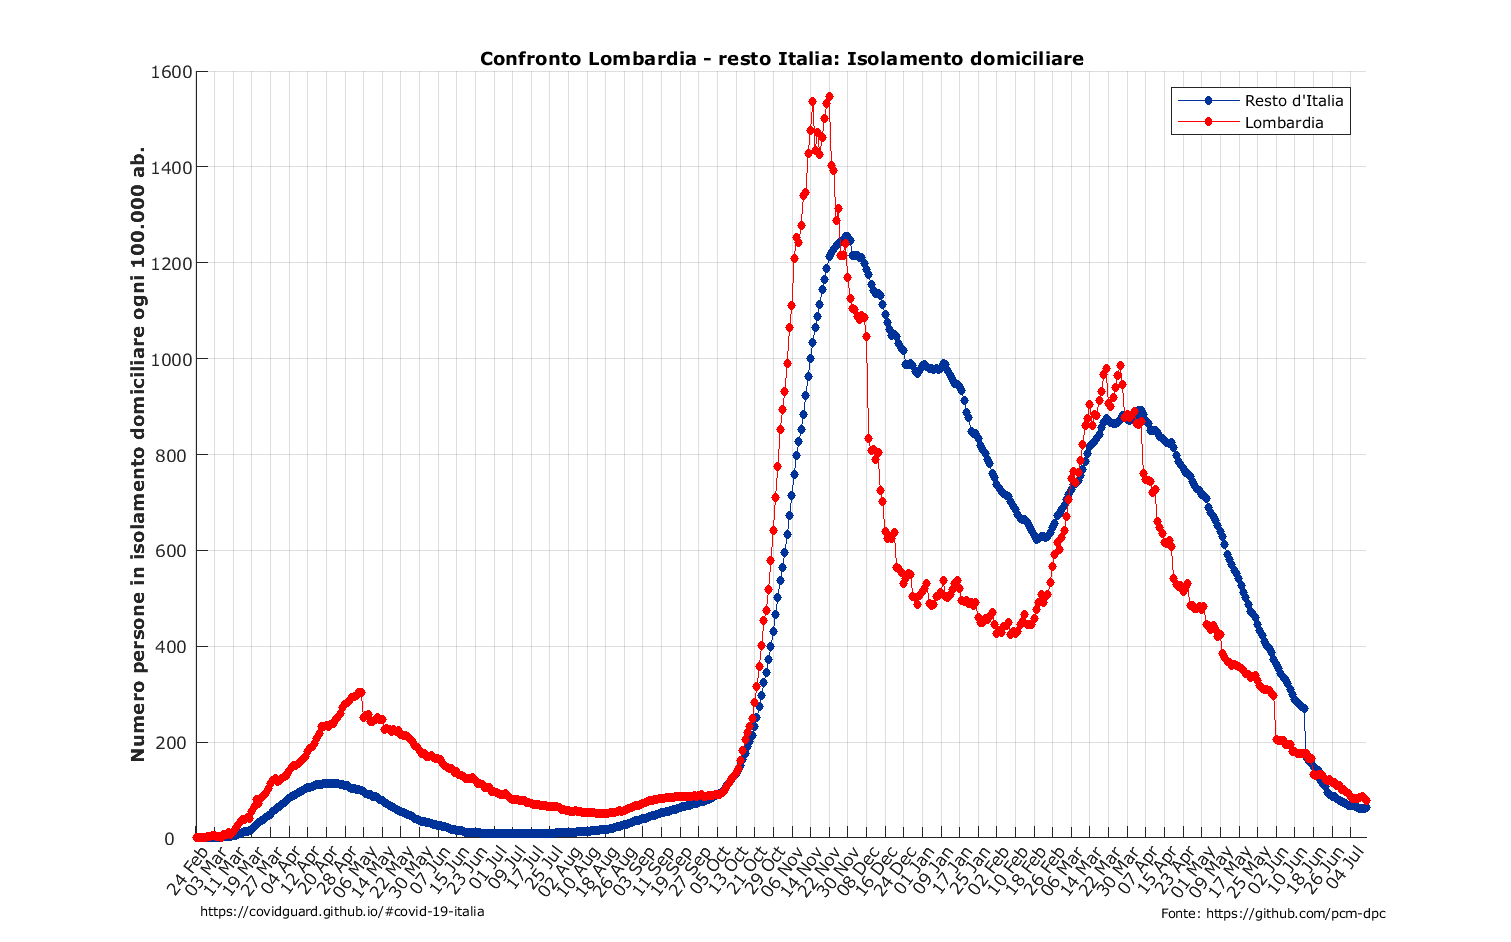 Confronto Lombardia - resto Italia: Isolamento domiciliare
Numero persone in isolamento domiciliare ogni 100.000 ab.
1600
1400
1200
1000
800
600
400
200
0
Resto d'Italia
Lombardia
24 Feb
03 Mar
11 Mar
19 Mar
27 Mar
04 Apr
12 Apr
20 Apr
28 Apr
06 May
14 May
22 May
30 May
07 Jun
15 Jun
23 Jun
01 Jul
09 Jul
17 Jul
25 Jul
02 Aug
10 Aug
18 Aug
26 Aug
03 Sep
11 Sep
19 Sep
27 Sep
05 Oct
13 Oct
21 Oct
29 Oct
06 Nov
14 Nov
22 Nov
30 Nov
08 Dec
16 Dec
24 Dec
01 Jan
09 Jan
17 Jan
25 Jan
02 Feb
10 Feb
18 Feb
26 Feb
06 Mar
14 Mar
22 Mar
30 Mar
07 Apr
15 Apr
23 Apr
01 May
09 May
17 May
25 May
02 Jun
10 Jun
18 Jun
26 Jun
04 Jul
https://covidguard.github.io/#covid-19-italia
Fonte: https://github.com/pcm-dpc